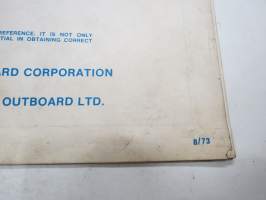 REFERENCE. IT IS NOT ONLY
TIAL IN OBTAINING CORRECT
ARD CORPORATION
OUTBOARD LTD.
8/73